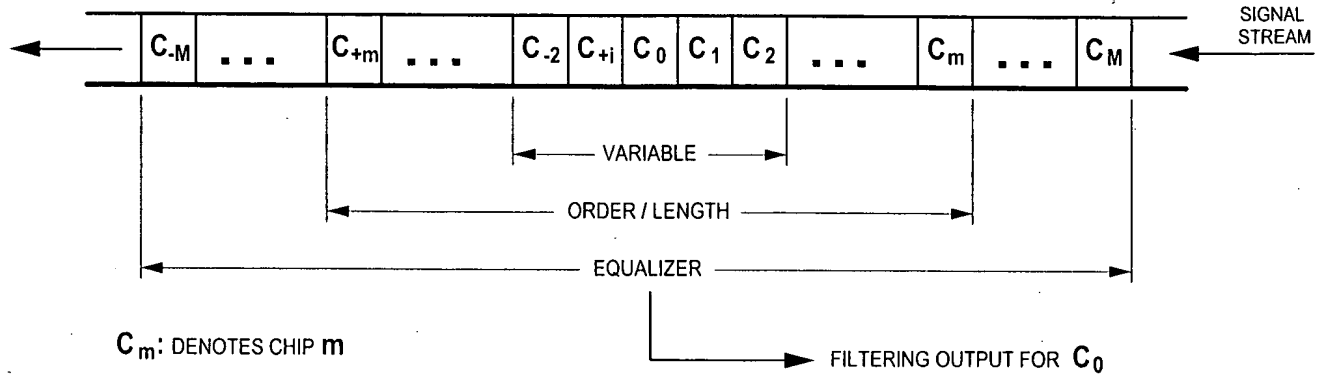 SIGNAL
STREAM
C-M ... C+m ... C-2 C+i C0 C1 C2 ... Cm ... CM
VARIABLE
ORDER / LENGTH
EQUALIZER
Cm: DENOTES CHIP m
FILTERING OUTPUT FOR C0